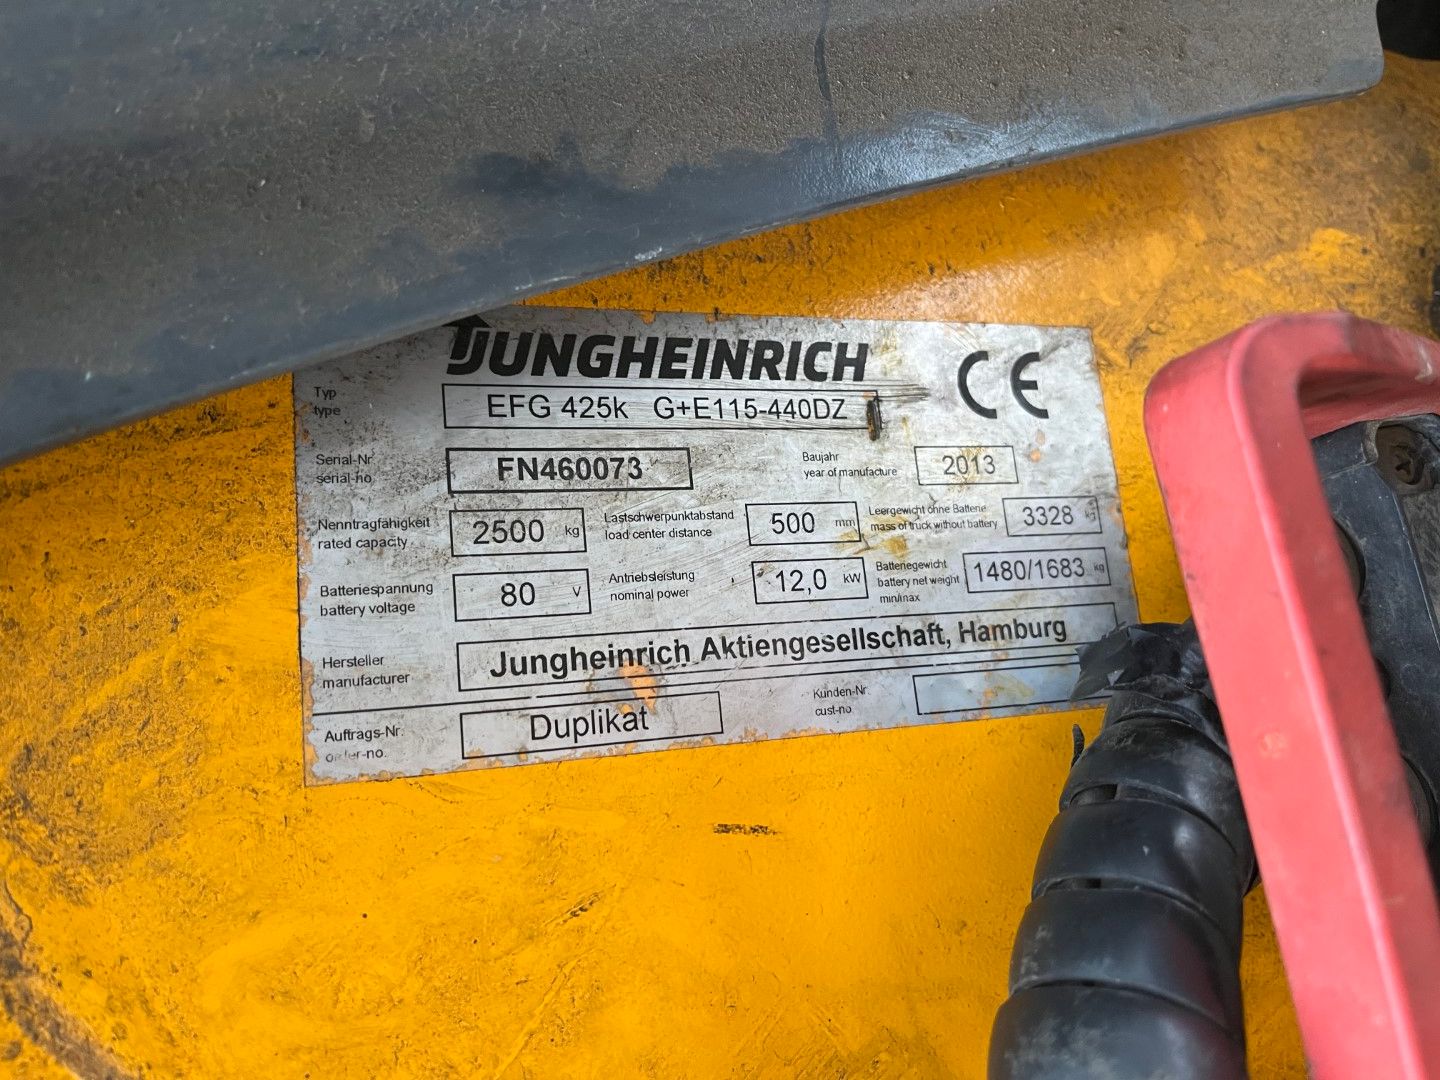 JUNGHEINRICH
CE
Typ
type
EFG 425k G+E115-440DZ
Serial-Nr.
serial-no.
FN460073
Baujahr
year of manufacture
2013
Nenntragfähigkeit
rated capacity
2500 kg
Lastschwerpunktabstand
load center distance
500 mm
Leergewicht ohne Batterie
mass of truck without battery
3328 kg
Batteriespannung
battery voltage
80 V
Antriebsleistung
nominal power
12,0 kW
Batteriegewicht
battery net weight
min/max
1480/1683 kg
Hersteller
manufacturer
Jungheinrich Aktiengesellschaft, Hamburg
Auftrags-Nr.
order-no.
Duplikat
Kunden-Nr.
cust-no